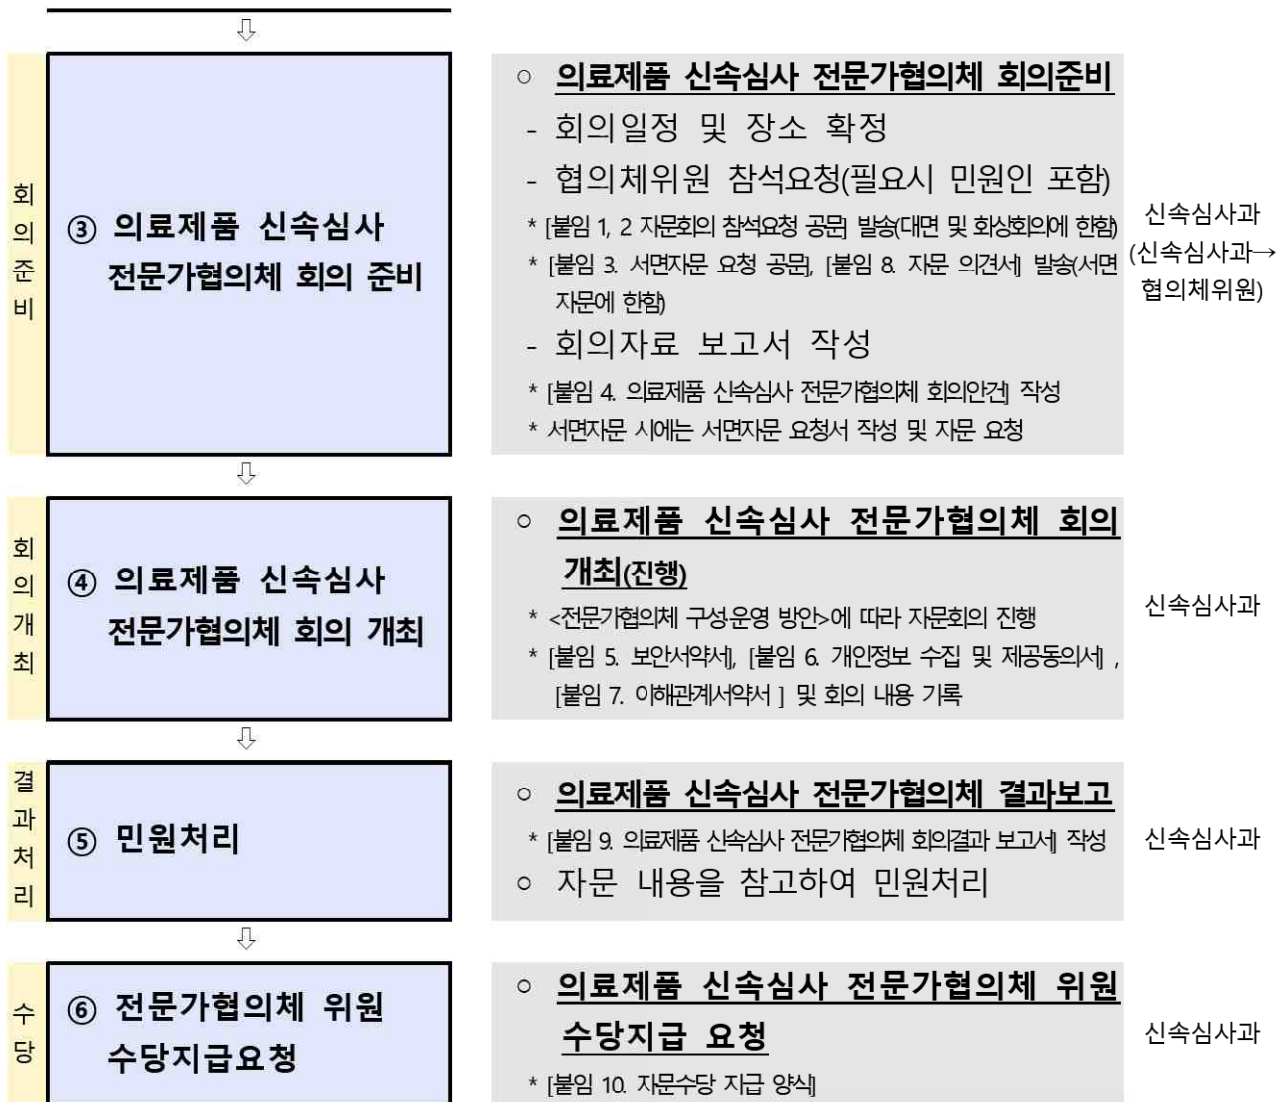 회의준비
③ 의료제품 신속심사
전문가협의체 회의 준비
○ 의료제품 신속심사 전문가협의체 회의준비
- 회의일정 및 장소 확정
- 협의체위원 참석요청(필요시 민원인 포함)
* [붙임 1, 2 자문회의 참석요청 공문] 발송(대면 및 화상회의에 한함)
* [붙임 3. 서면자문 요청 공문], [붙임 8. 자문 의견서] 발송(서면
자문에 한함)
- 회의자료 보고서 작성
* [붙임 4. 의료제품 신속심사 전문가협의체 회의안건] 작성
* 서면자문 시에는 서면자문 요청서 작성 및 자문 요청
신속심사과
(신속심사과→
협의체위원)
회의개최
④ 의료제품 신속심사
전문가협의체 회의 개최
○ 의료제품 신속심사 전문가협의체 회의
개최(진행)
* <전문가협의체 구성·운영 방안>에 따라 자문회의 진행
* [붙임 5. 보안서약서], [붙임 6. 개인정보 수집 및 제공동의서] ,
[붙임 7. 이해관계서약서 ] 및 회의 내용 기록
신속심사과
결과처리
⑤ 민원처리
○ 의료제품 신속심사 전문가협의체 결과보고
* [붙임 9. 의료제품 신속심사 전문가협의체 회의결과 보고서] 작성
○ 자문 내용을 참고하여 민원처리
신속심사과
수당
⑥ 전문가협의체 위원
수당지급요청
○ 의료제품 신속심사 전문가협의체 위원
수당지급 요청
* [붙임 10. 자문수당 지급 양식]
신속심사과